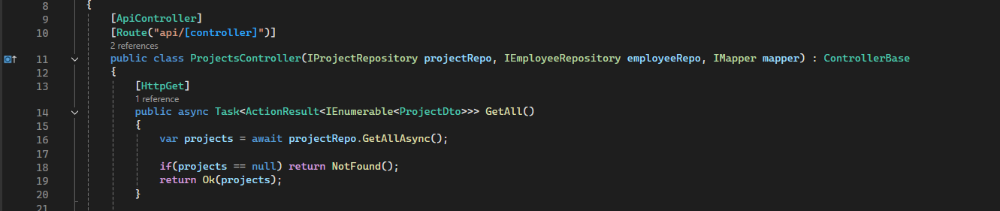 8 {
9 [ApiController]
10 [Route("api/[controller]")]
2 references
11 public class ProjectsController(IProjectRepository projectRepo, IEmployeeRepository employeeRepo, IMapper mapper) : ControllerBase
12 {
13 [HttpGet]
1 reference
14 public async Task<ActionResult<IEnumerable<ProjectDto>>> GetAll()
15 {
16 var projects = await projectRepo.GetAllAsync();
17
18 if(projects == null) return NotFound();
19 return Ok(projects);
20 }
21